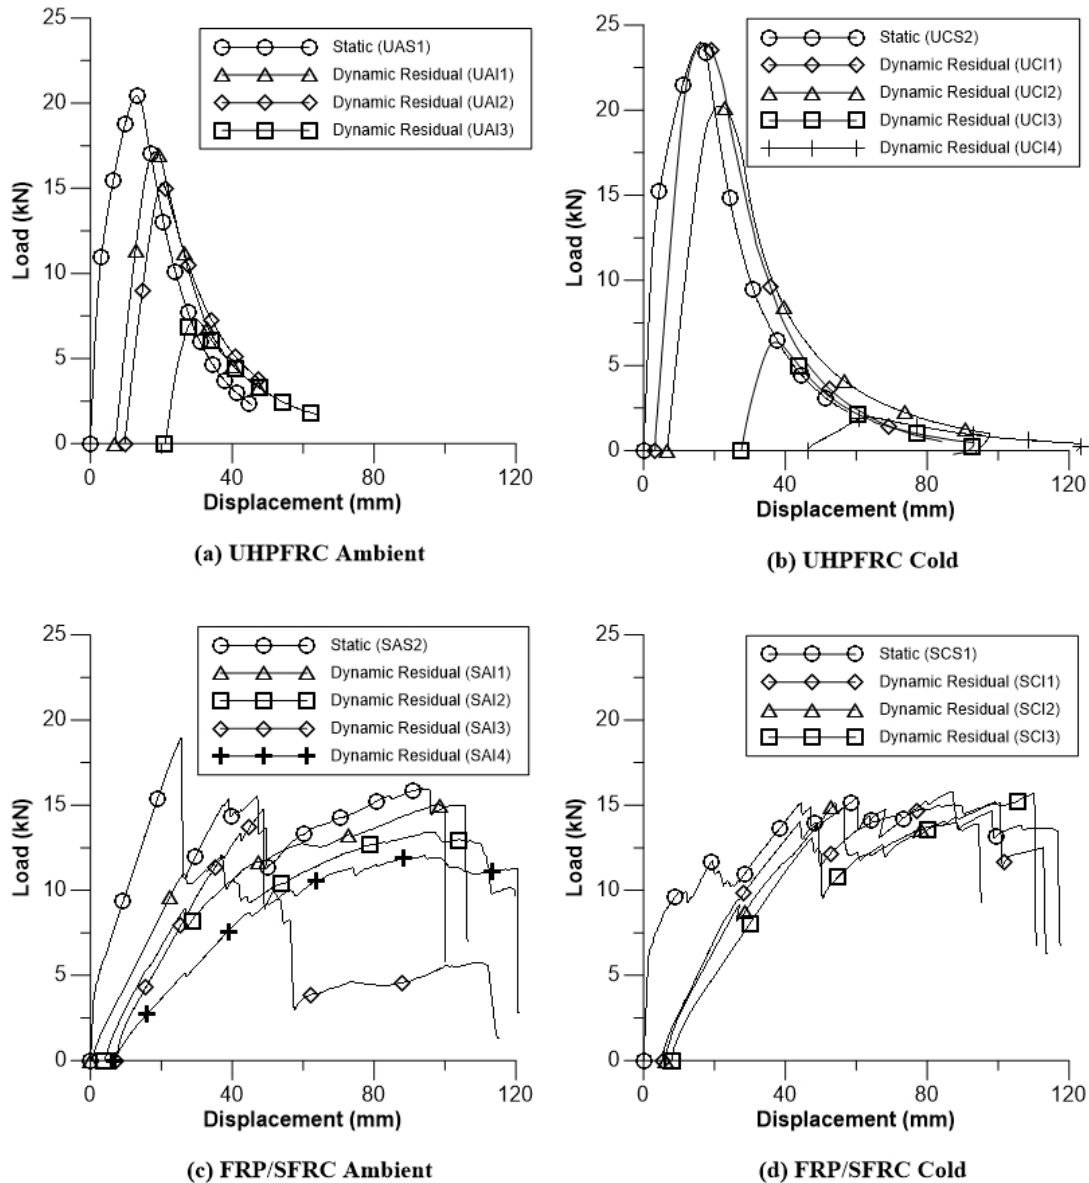 25
20
15
10
5
0
Load (kN)
Static (UAS1)
Dynamic Residual (UAI1)
Dynamic Residual (UAI2)
Dynamic Residual (UAI3)
0 40 80 120
Displacement (mm)
(a) UHPFRC Ambient
25
20
15
10
5
0
Load (kN)
Static (UCS2)
Dynamic Residual (UCI1)
Dynamic Residual (UCI2)
Dynamic Residual (UCI3)
Dynamic Residual (UCI4)
0 40 80 120
Displacement (mm)
(b) UHPFRC Cold
25
20
15
10
5
0
Load (kN)
Static (SAS2)
Dynamic Residual (SAI1)
Dynamic Residual (SAI2)
Dynamic Residual (SAI3)
Dynamic Residual (SAI4)
0 40 80 120
Displacement (mm)
(c) FRP/SFRC Ambient
25
20
15
10
5
0
Load (kN)
Static (SCS1)
Dynamic Residual (SCI1)
Dynamic Residual (SCI2)
Dynamic Residual (SCI3)
0 40 80 120
Displacement (mm)
(d) FRP/SFRC Cold